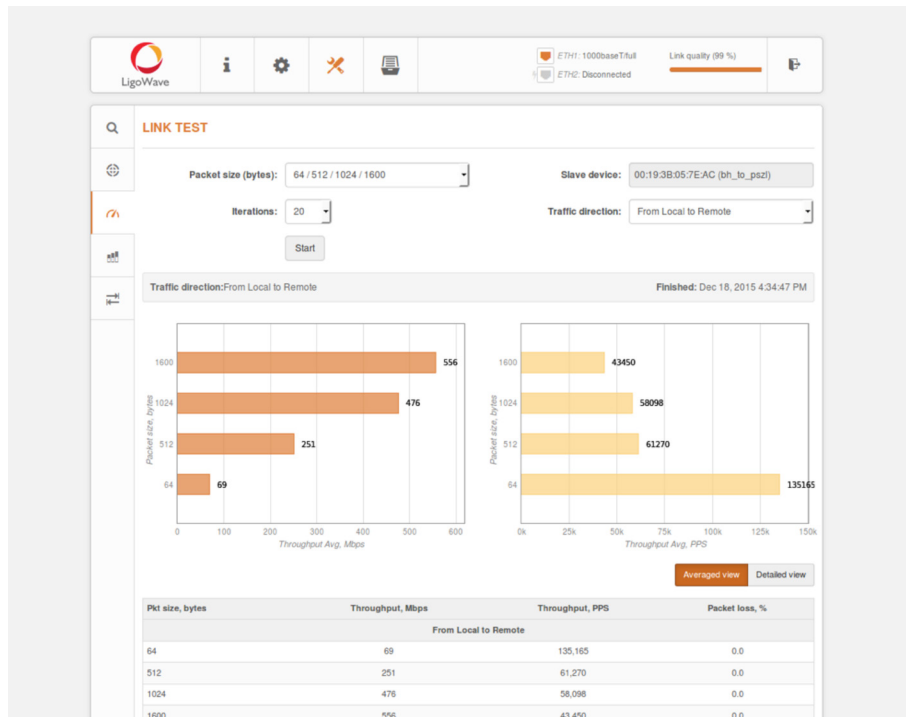 LigoWave
ETH1: 1000baseT/full
ETH2: Disconnected
Link quality (99 %)
LINK TEST
Packet size (bytes): 64 / 512 / 1024 / 1600
Slave device: 00:19:3B:05:7E:AC (bh_to_pszl)
Iterations: 20
Traffic direction: From Local to Remote
Start
Traffic direction:From Local to Remote
Finished: Dec 18, 2015 4:34:47 PM
Packet size, bytes
1600 556
1024 476
512 251
64 69
0 100 200 300 400 500 600
Throughput Avg, Mbps
Packet size, bytes
1600 43450
1024 58098
512 61270
64 135165
0k 25k 50k 75k 100k 125k 150k
Throughput Avg, PPS
Averaged view Detailed view
Pkt size, bytes Throughput, Mbps Throughput, PPS Packet loss, %
From Local to Remote
64 69 135,165 0.0
512 251 61,270 0.0
1024 476 58,098 0.0
1600 556 43,450 0.0